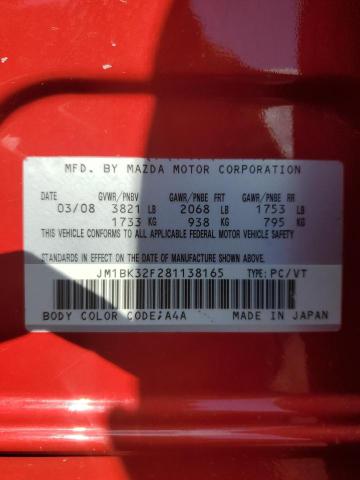 MFD. BY MAZDA MOTOR CORPORATION
GVWR/PNBV GAWR/PNBE FRT GAWR/PNBE RR
03/08 3821 LB 2068 LB 1753 LB
1733 KG 938 KG 795 KG
THIS VEHICLE CONFORMS TO ALL APPLICABLE FEDERAL MOTOR VEHICLE SAFETY
STANDARDS IN EFFECT ON THE DATE OF MANUFACTURE SHOWN ABOVE.
JM1BK32F281138165 TYPE: PC/VT
BODY COLOR CODE;A4A MADE IN JAPAN